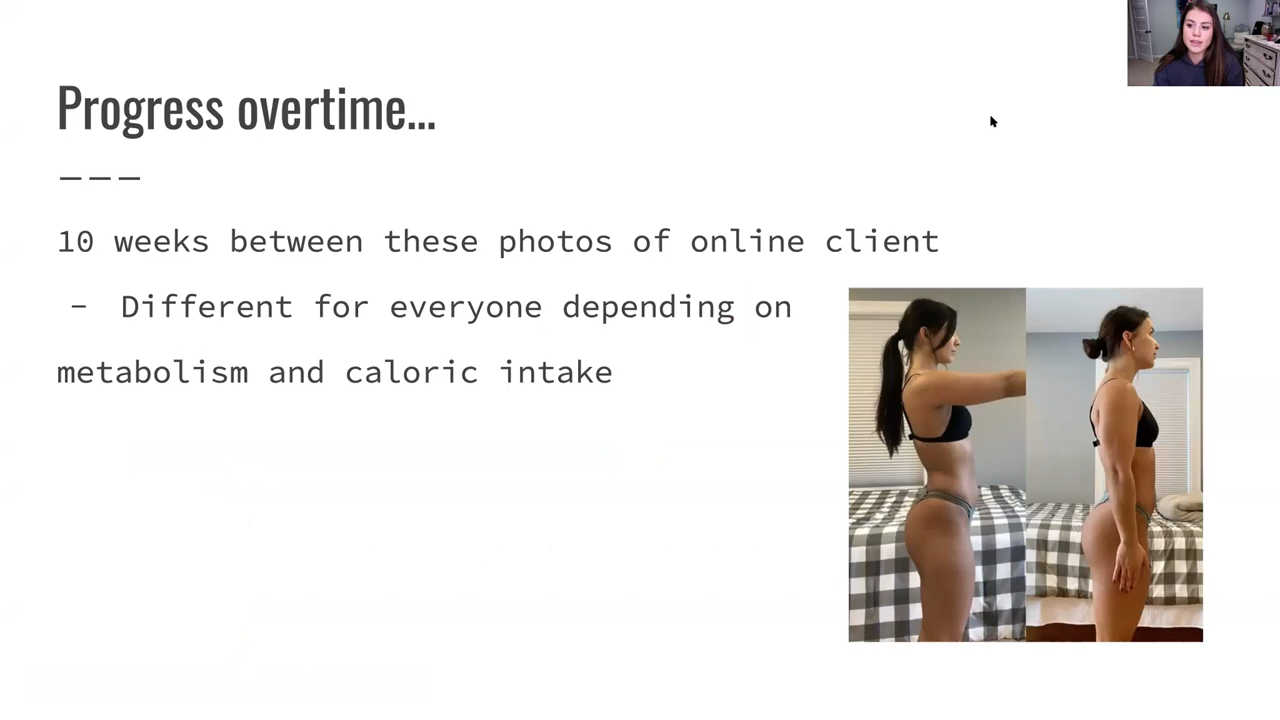 Progress overtime...
———
10 weeks between these photos of online client
– Different for everyone depending on
metabolism and caloric intake